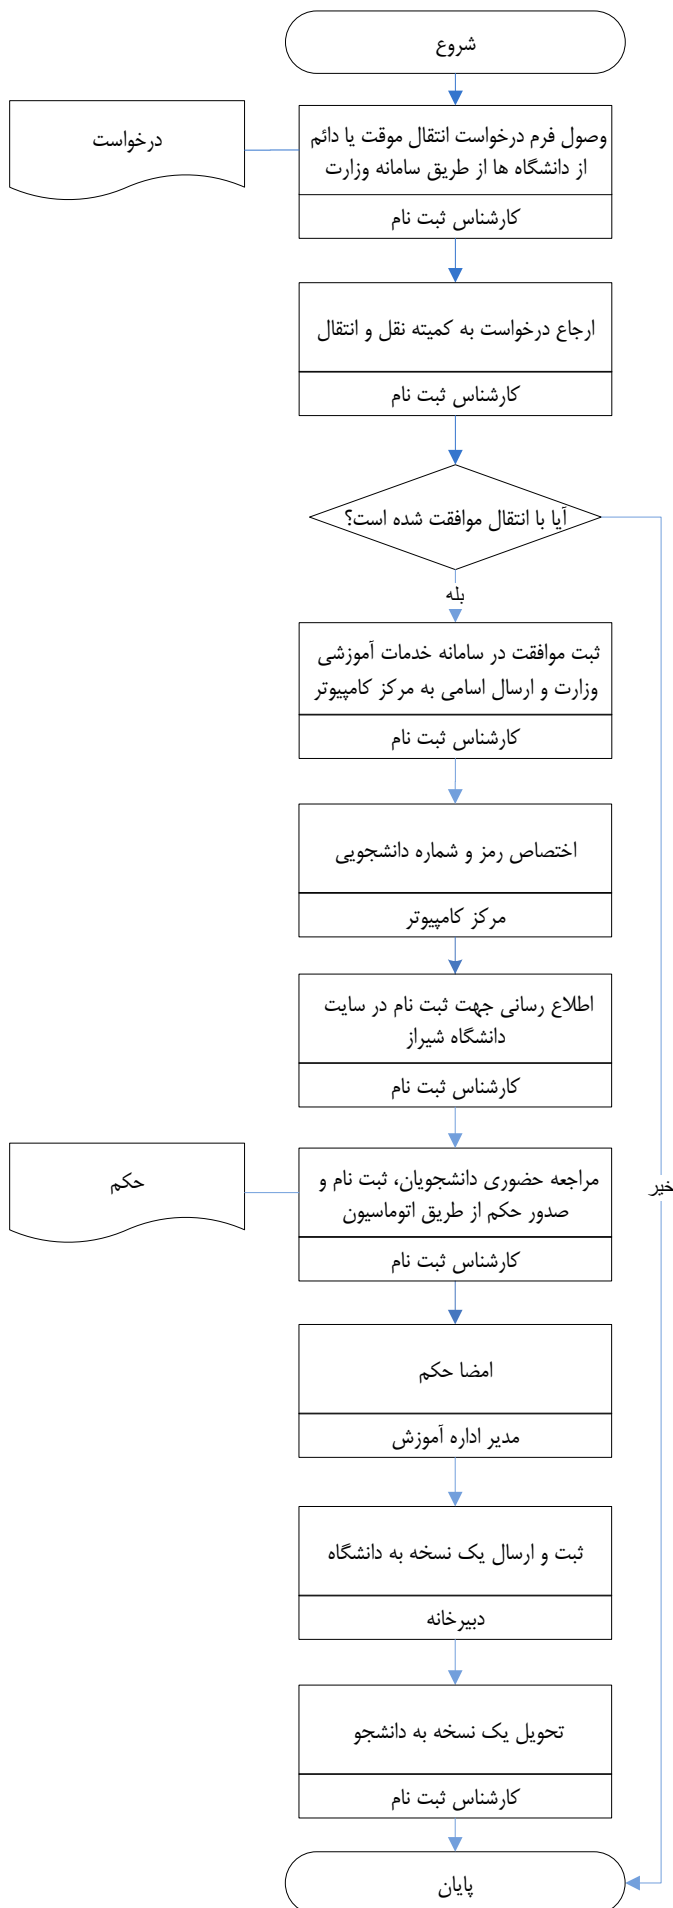 شروع
درخواست
وصول فرم درخواست انتقال موقت یا دائم
از دانشگاه ها از طریق سامانه وزارت
کارشناس ثبت نام
ارجاع درخواست به کمیته نقل و انتقال
کارشناس ثبت نام
آیا با انتقال موافقت شده است؟
بله
ثبت موافقت در سامانه خدمات آموزشی
وزارت و ارسال اسامی به مرکز کامپیوتر
کارشناس ثبت نام
اختصاص رمز و شماره دانشجویی
مرکز کامپیوتر
اطلاع رسانی جهت ثبت نام در سایت
دانشگاه شیراز
کارشناس ثبت نام
حکم
مراجعه حضوری دانشجویان، ثبت نام و
صدور حکم از طریق اتوماسیون
خیر
کارشناس ثبت نام
امضا حکم
مدیر اداره آموزش
ثبت و ارسال یک نسخه به دانشگاه
دبیرخانه
تحویل یک نسخه به دانشجو
کارشناس ثبت نام
پایان